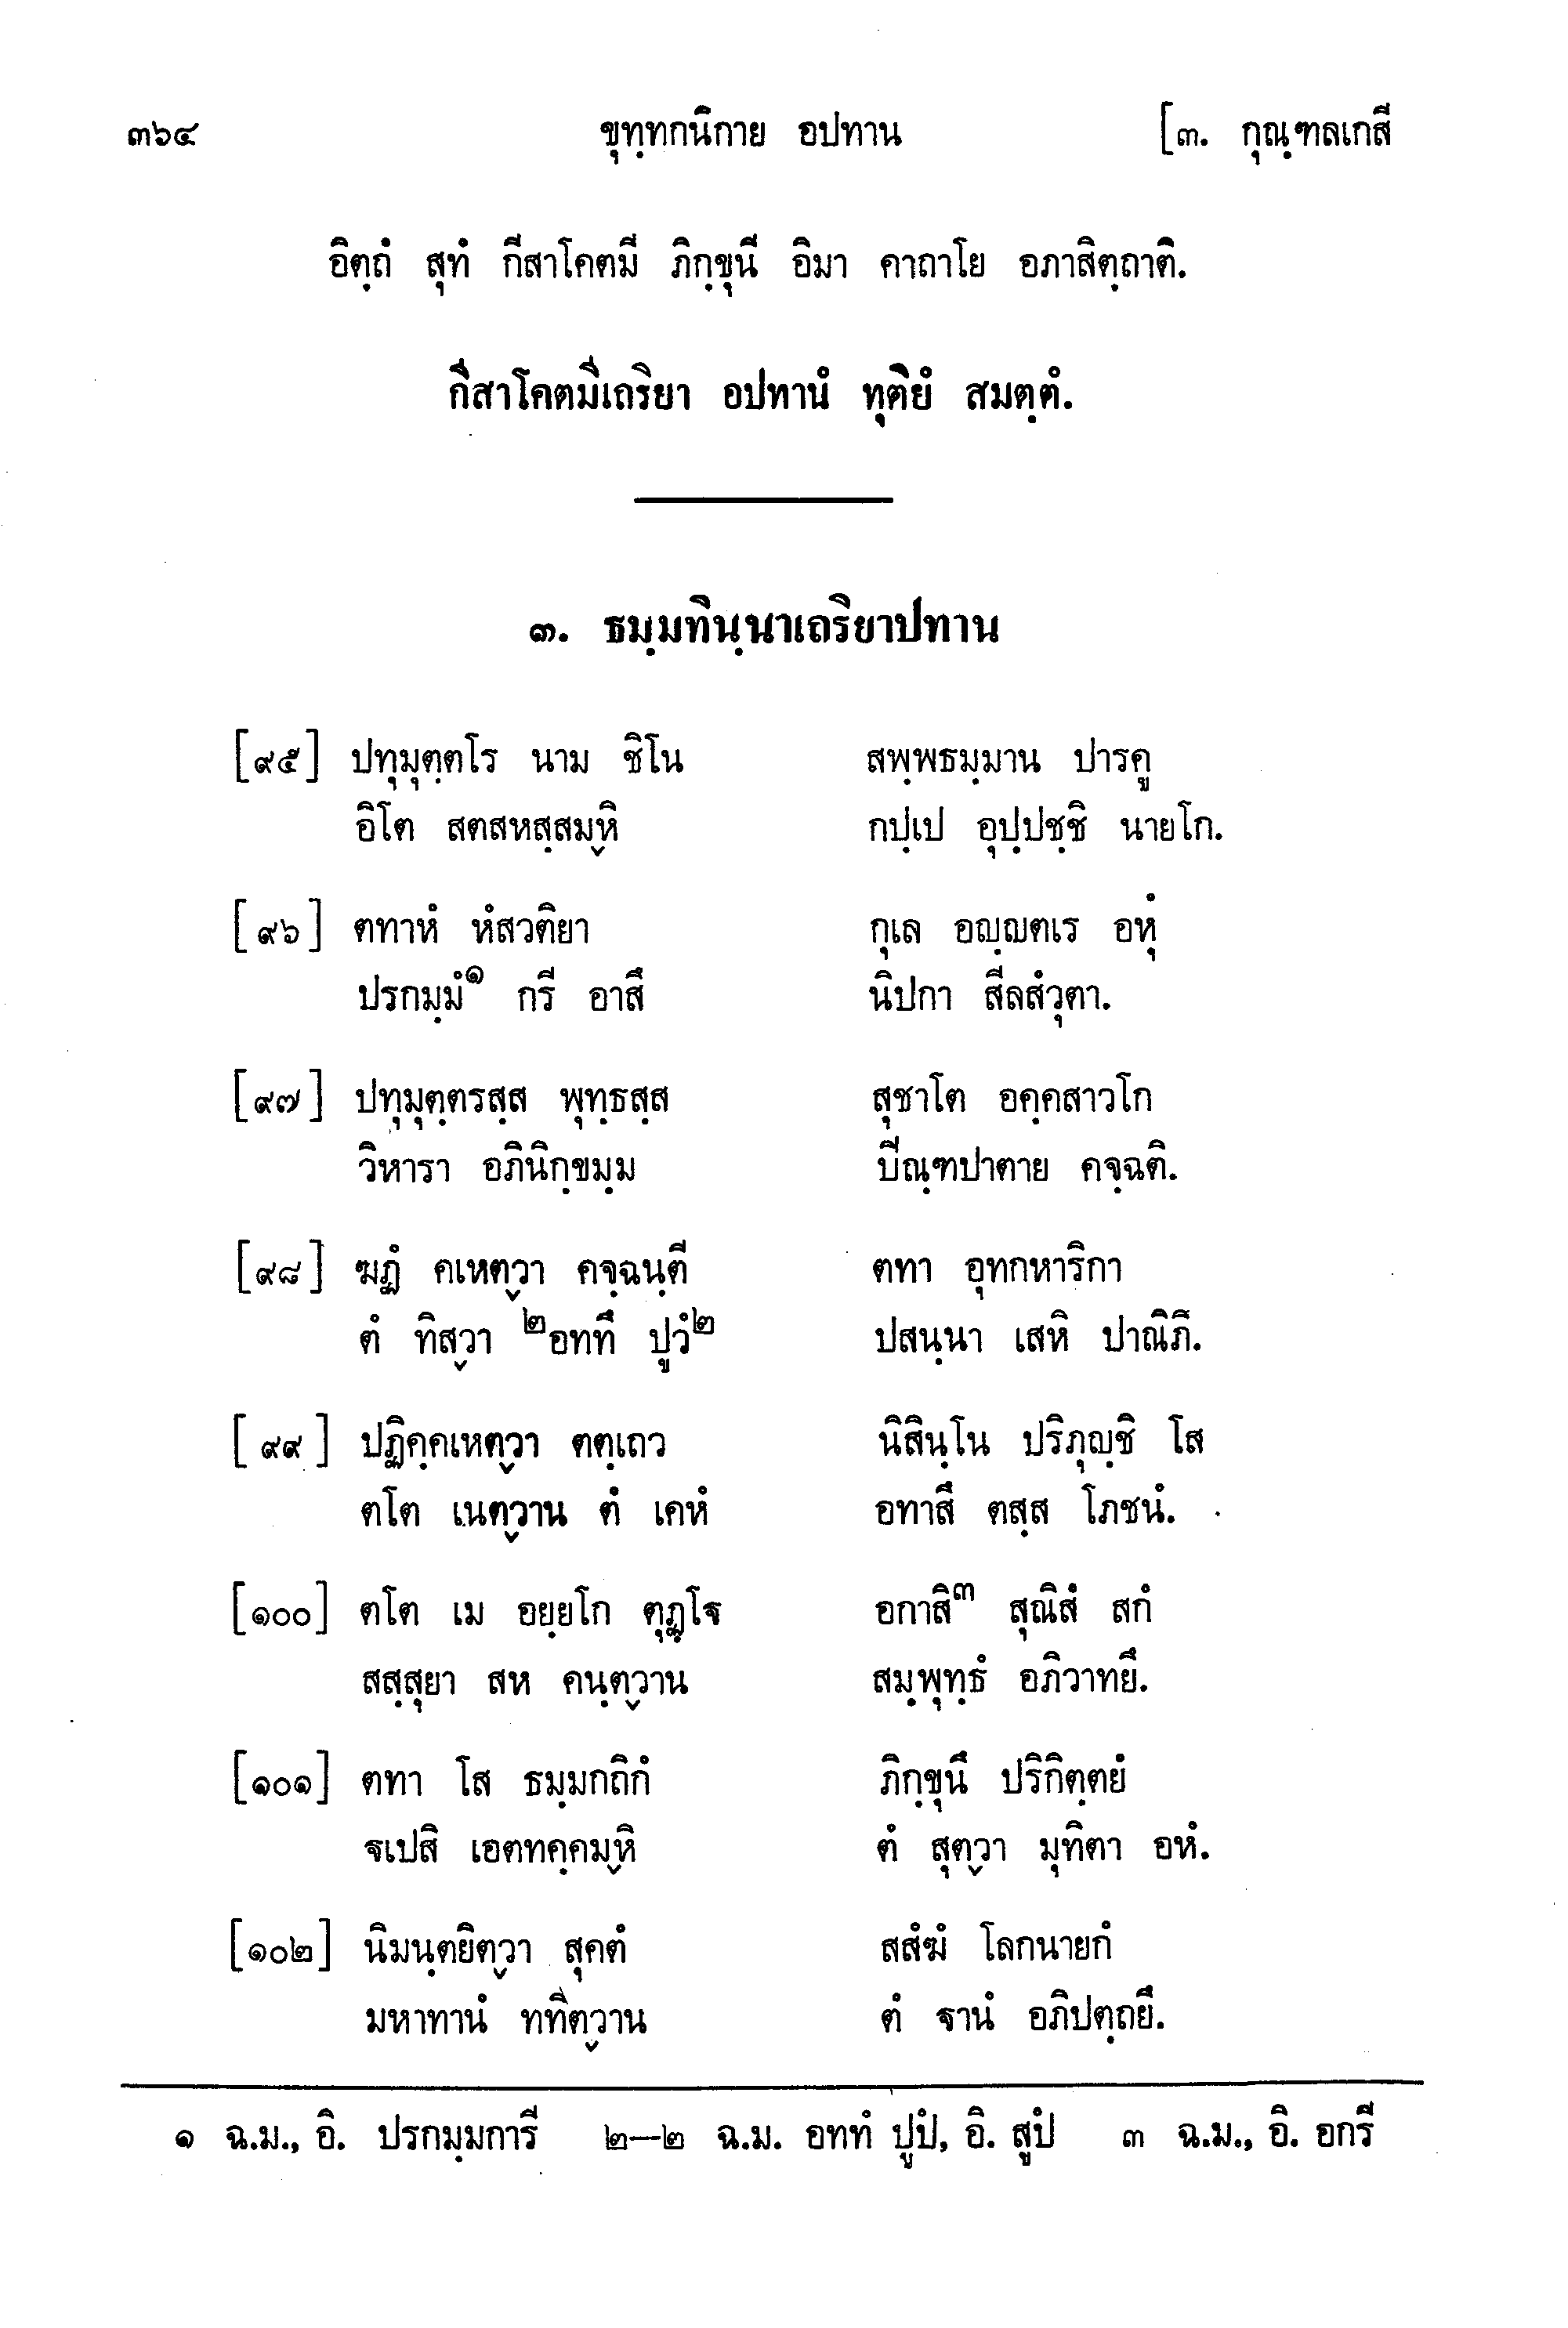 ๓๖๔ ขุทฺทกนิกาย อปทาน [๓. กุณฺฑลเกสี
อิตฺถํ สุทํ กีสาโคตมี ภิกฺขุนี อิมา คาถาโย อภาสิตฺถาติ.
กีสาโคตมีเถริยา อปทานํ ทุติยํ สมตฺตํ.
๓. ธมฺมทินฺนาเถริยาปทาน
[๙๕] ปทุมุตฺตโร นาม ชิโน สพฺพธมฺมาน ปารคู
อิโต สตสหสฺสมฺหิ กปฺเป อุปฺปชฺชิ นายโก.
[๙๖] ตทาหํ หํสวติยา กุเล อญฺญตเร อหุํ
ปรกมฺมํ๑ กรี อาสึ นิปกา สีลสํวุตา.
[๙๗] ปทุมุตฺตรสฺส พุทฺธสฺส สุชาโต อคฺคสาวโก
วิหารา อภินิกฺขมฺม ปิณฺฑปาตาย คจฺฉติ.
[๙๘] ฆฏํ คเหตฺวา คจฺฉนฺตี ตทา อุทกหาริกา
ตํ ทิสฺวา ๒อททึ ปูวํ๒ ปสนฺนา เสหิ ปาณิภิ.
[๙๙] ปฏิคฺคเหตฺวา ตตฺเถว นิสินฺโน ปริภุญฺชิ โส
ตโต เนตฺวาน ตํ เคหํ อทาสึ ตสฺส โภชนํ.
[๑๐๐] ตโต เม อยฺยโก ตุฏฺโฐ อกาสิ๓ สุณิสํ สกํ
สสฺสุยา สห คนฺตฺวาน สมฺพุทฺธํ อภิวาทยึ.
[๑๐๑] ตทา โส ธมฺมกถิกํ ภิกฺขุนึ ปริกิตฺตยํ
ฐเปสิ เอตทคฺคมฺหิ ตํ สุตฺวา มุทิตา อหํ.
[๑๐๒] นิมนฺตยิตฺวา สุคตํ สสํฆํ โลกนายกํ
มหาทานํ ททิตฺวาน ตํ ฐานํ อภิปตฺถยึ.
๑ ฉ.ม., อิ. ปรกมฺมการี ๒—๒ ฉ.ม. อททํ ปูปํ, อิ. สูปํ ๓ ฉ.ม., อิ. อกรี